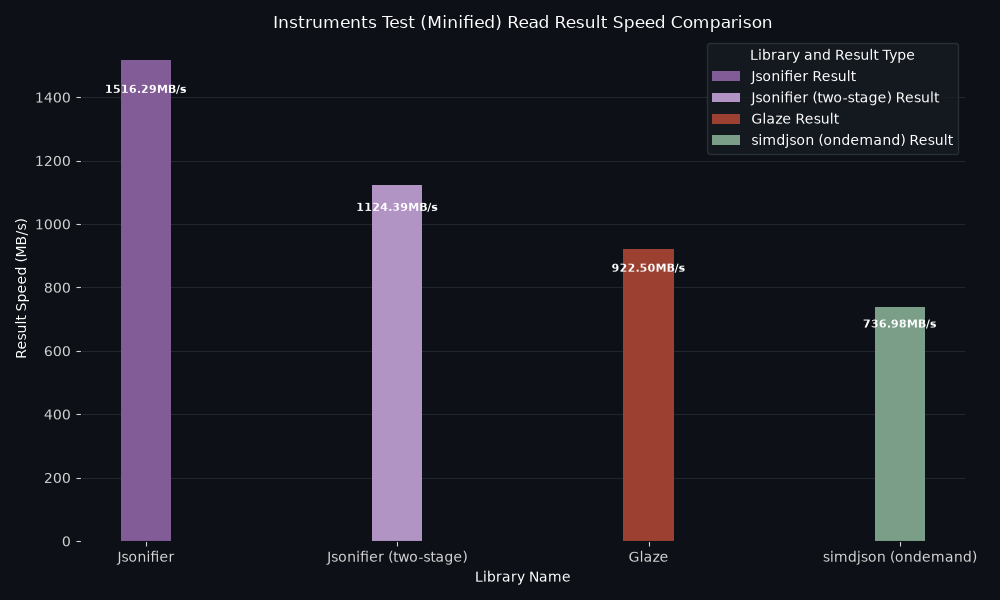 Instruments Test (Minified) Read Result Speed Comparison
Library and Result Type
Jsonifier Result
Jsonifier (two-stage) Result
Glaze Result
simdjson (ondemand) Result
1516.29MB/s
1124.39MB/s
922.50MB/s
736.98MB/s
Result Speed (MB/s)
1400
1200
1000
800
600
400
200
0
Jsonifier
Jsonifier (two-stage)
Glaze
simdjson (ondemand)
Library Name